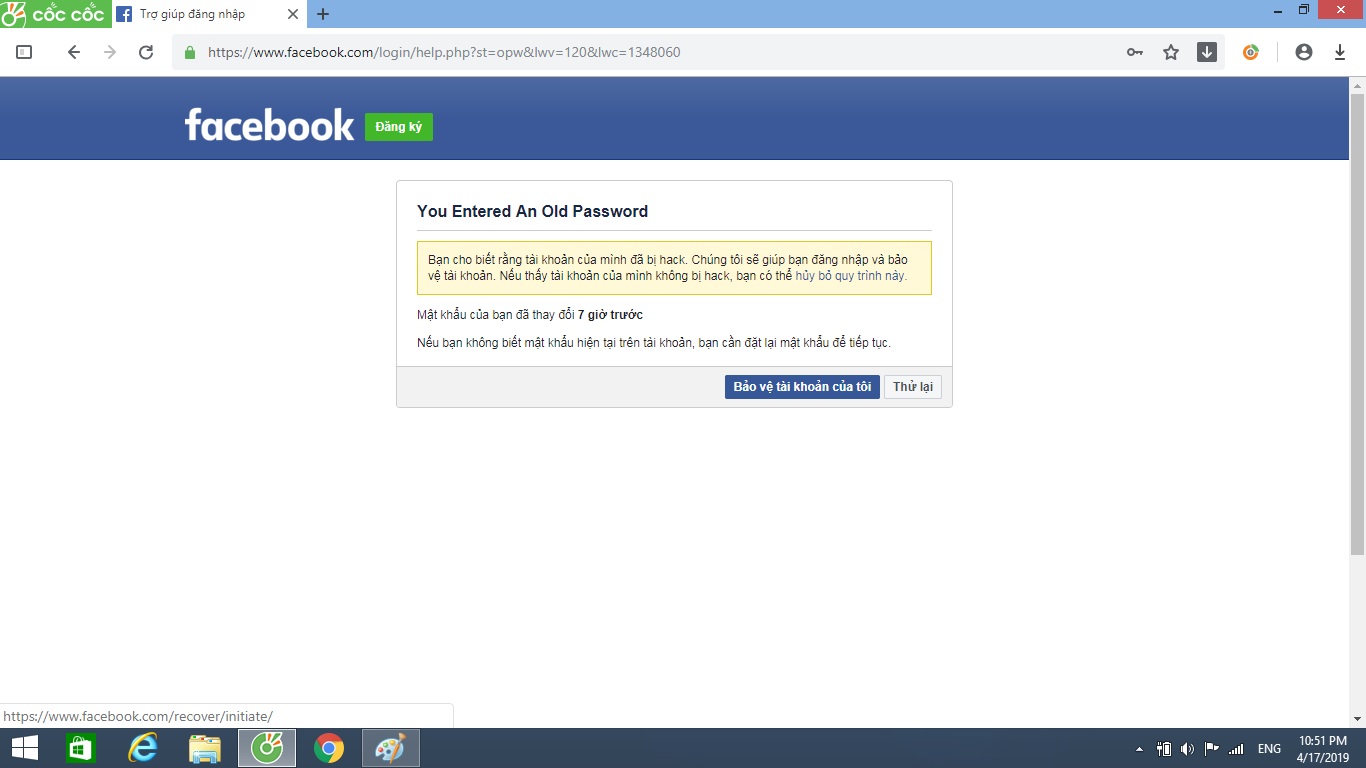 cốc cốc
Trợ giúp đăng nhập
https://www.facebook.com/login/help.php?st=opw&lwv=120&lwc=1348060
facebook
Đăng ký
You Entered An Old Password
Bạn cho biết rằng tài khoản của mình đã bị hack. Chúng tôi sẽ giúp bạn đăng nhập và bảo
vệ tài khoản. Nếu thấy tài khoản của mình không bị hack, bạn có thể hủy bỏ quy trình này.
Mật khẩu của bạn đã thay đổi 7 giờ trước
Nếu bạn không biết mật khẩu hiện tại trên tài khoản, bạn cần đặt lại mật khẩu để tiếp tục.
Bảo vệ tài khoản của tôi
Thử lại
https://www.facebook.com/recover/initiate/
ENG
10:51 PM
4/17/2019